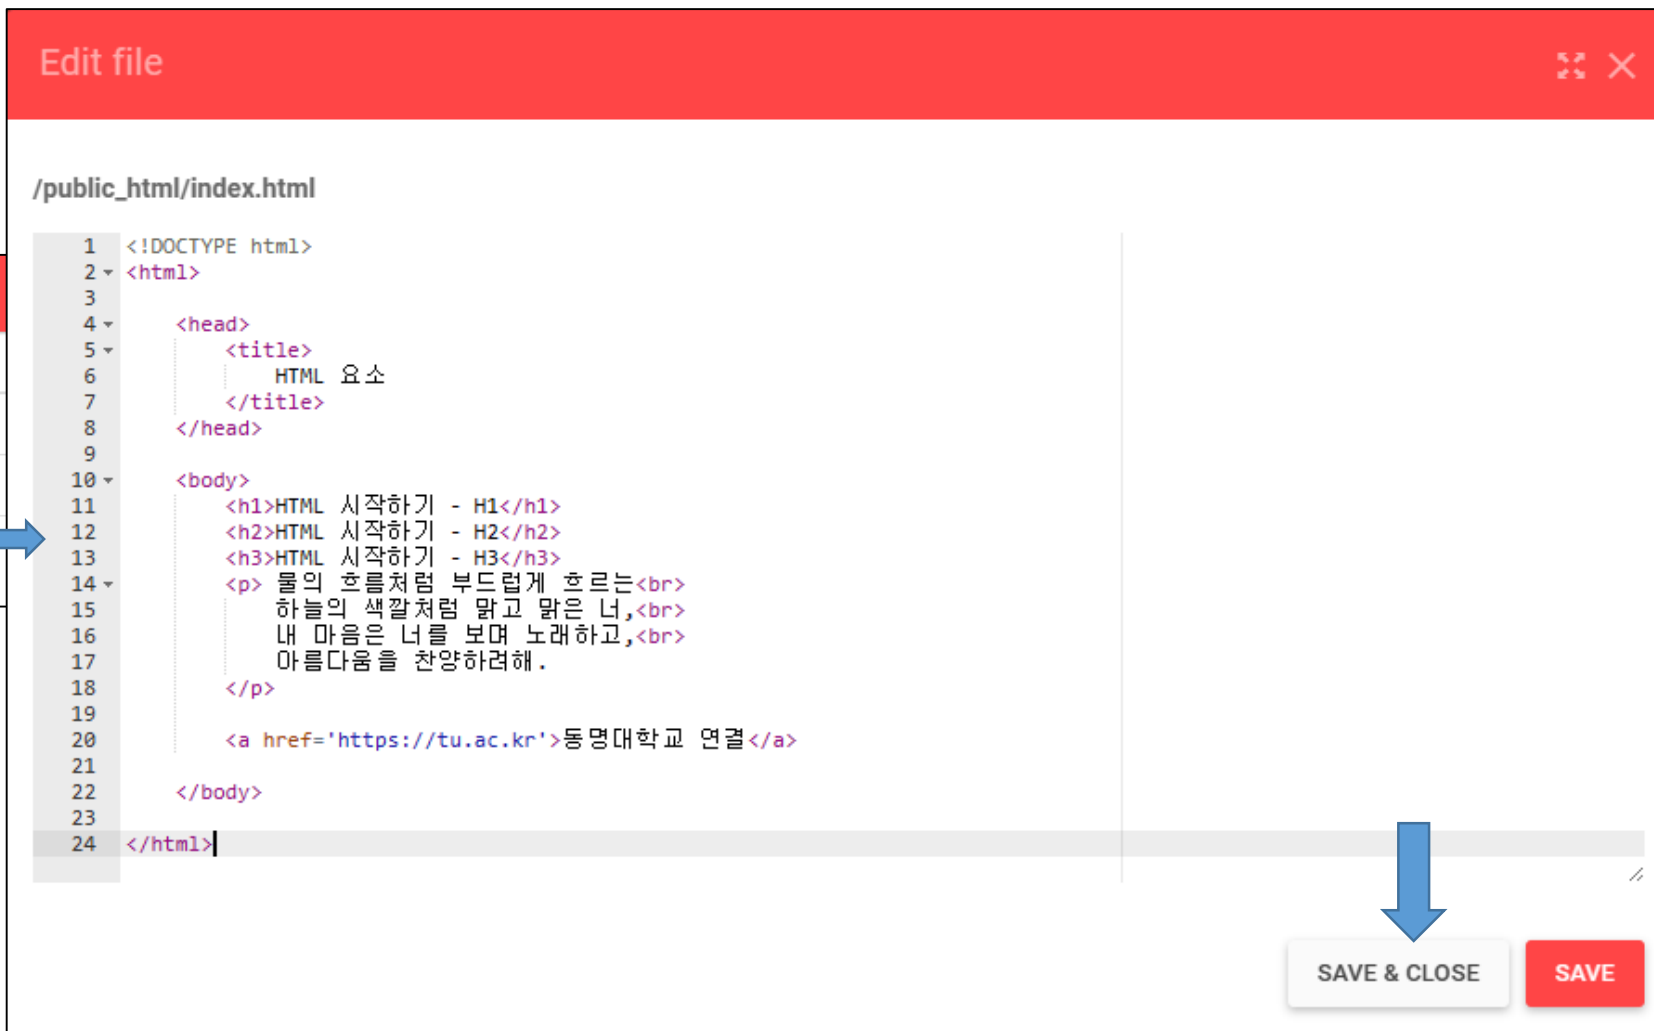 Edit file
/public_html/index.html
1 <!DOCTYPE html>
2 <html>
3
4 <head>
5 <title>
6 HTML 요소
7 </title>
8 </head>
9
10 <body>
11 <h1>HTML 시작하기 - H1</h1>
12 <h2>HTML 시작하기 - H2</h2>
13 <h3>HTML 시작하기 - H3</h3>
14 <p> 물의 흐름처럼 부드럽게 흐르는<br>
15 하늘의 색깔처럼 맑고 맑은 너,<br>
16 내 마음은 너를 보며 노래하고,<br>
17 아름다움을 찬양하려해.
18 </p>
19
20 <a href='https://tu.ac.kr'>동명대학교 연결</a>
21
22 </body>
23
24 </html>
SAVE & CLOSE
SAVE